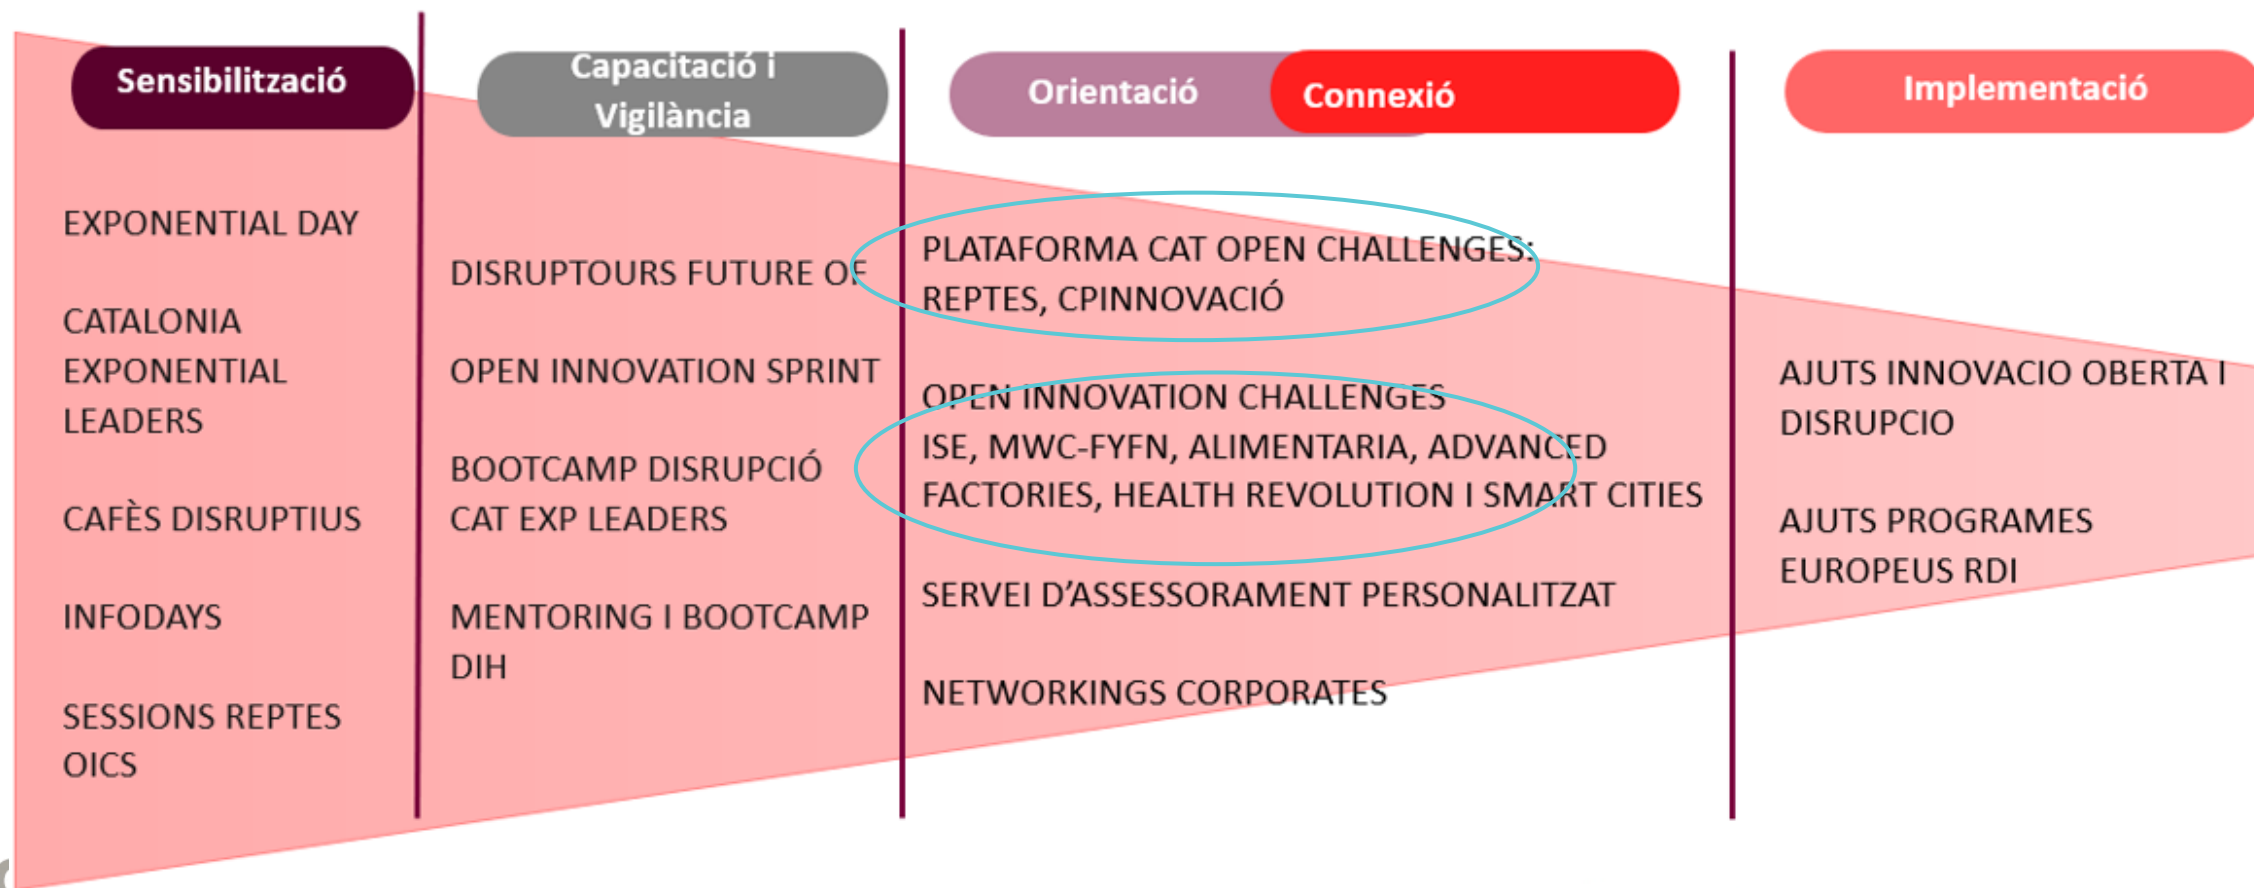 Sensibilització
Capacitació i
Vigilància
Orientació
Connexió
Implementació
EXPONENTIAL DAY
CATALONIA
EXPONENTIAL
LEADERS
CAFÈS DISRUPTIUS
INFODAYS
SESSIONS REPTES
OICS
DISRUPTOURS FUTURE OF
OPEN INNOVATION SPRINT
BOOTCAMP DISRUPCIÓ
CAT EXP LEADERS
MENTORING I BOOTCAMP
DIH
PLATAFORMA CAT OPEN CHALLENGES:
REPTES, CPINNOVACIÓ
OPEN INNOVATION CHALLENGES
ISE, MWC-FYFN, ALIMENTARIA, ADVANCED
FACTORIES, HEALTH REVOLUTION I SMART CITIES
SERVEI D’ASSESSORAMENT PERSONALITZAT
NETWORKINGS CORPORATES
AJUTS INNOVACIO OBERTA I
DISRUPCIO
AJUTS PROGRAMES
EUROPEUS RDI